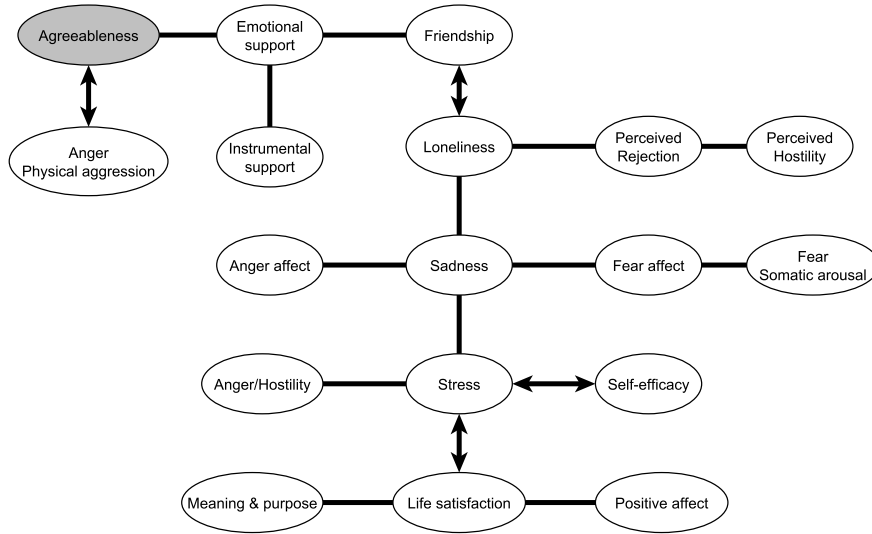 Agreeableness
Emotional
support
Friendship
Anger
Physical aggression
Instrumental
support
Loneliness
Perceived
Rejection
Perceived
Hostility
Anger affect
Sadness
Fear affect
Fear
Somatic arousal
Anger/Hostility
Stress
Self-efficacy
Meaning & purpose
Life satisfaction
Positive affect